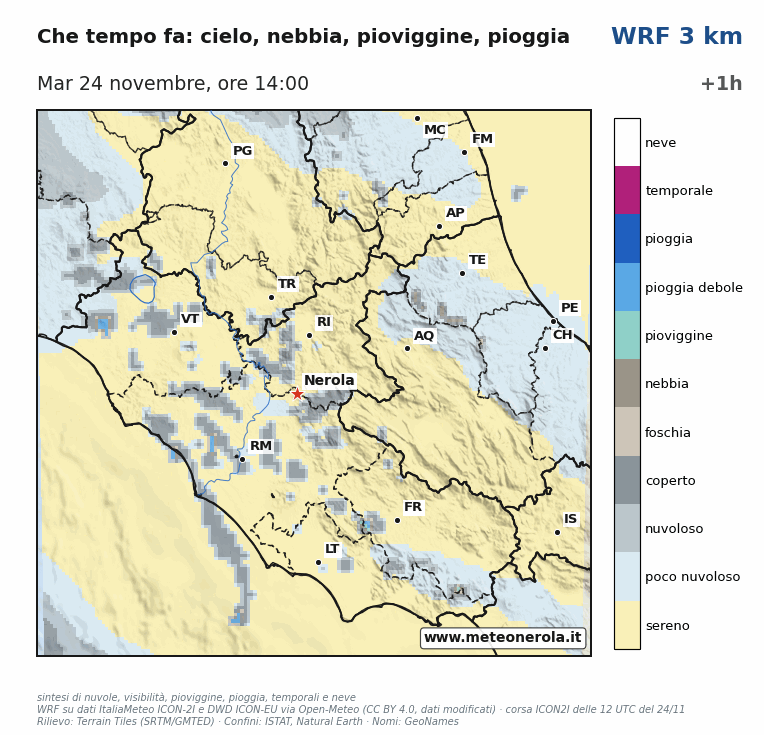 Che tempo fa: cielo, nebbia, pioviggine, pioggia
WRF 3 km
Mar 24 novembre, ore 14:00
+1h
MC
FM
PG
AP
TE
TR
PE
VT
RI
AQ
CH
Nerola
RM
FR
IS
LT
www.meteonerola.it
neve
temporale
pioggia
pioggia debole
pioviggine
nebbia
foschia
coperto
nuvoloso
poco nuvoloso
sereno
sintesi di nuvole, visibilità, pioviggine, pioggia, temporali e neve
WRF su dati ItaliaMeteo ICON-2I e DWD ICON-EU via Open-Meteo (CC BY 4.0, dati modificati) · corsa ICON2I delle 12 UTC del 24/11
Rilievo: Terrain Tiles (SRTM/GMTED) · Confini: ISTAT, Natural Earth · Nomi: GeoNames